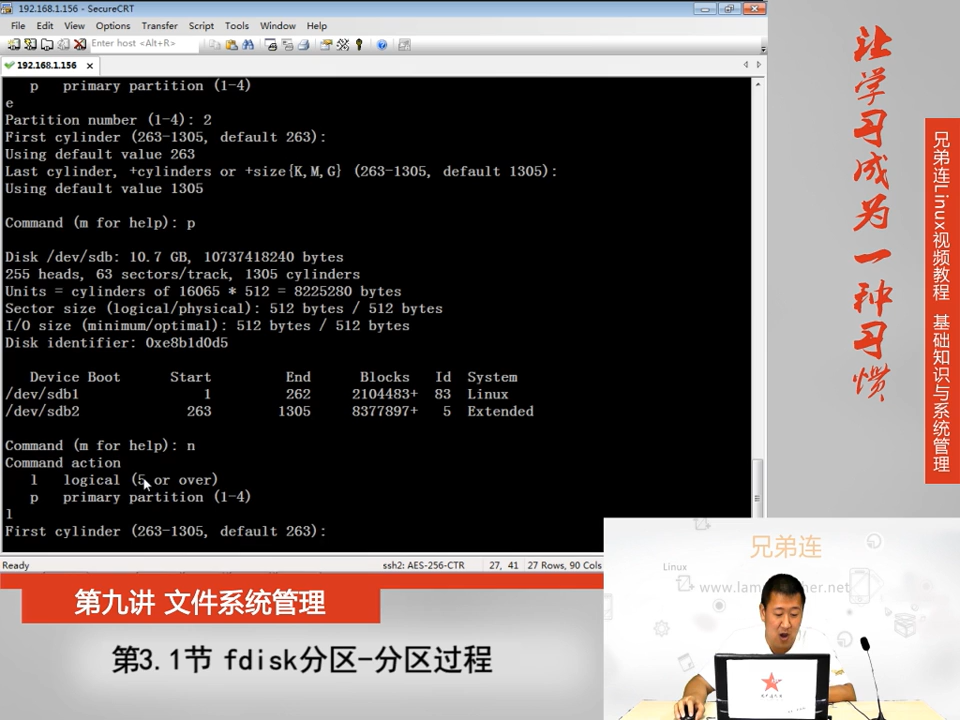 192.168.1.156 - SecureCRT
File Edit View Options Transfer Script Tools Window Help
Enter host <Alt+R>
192.168.1.156
p primary partition (1-4)
e
Partition number (1-4): 2
First cylinder (263-1305, default 263):
Using default value 263
Last cylinder, +cylinders or +size{K,M,G} (263-1305, default 1305):
Using default value 1305
Command (m for help): p
Disk /dev/sdb: 10.7 GB, 10737418240 bytes
255 heads, 63 sectors/track, 1305 cylinders
Units = cylinders of 16065 * 512 = 8225280 bytes
Sector size (logical/physical): 512 bytes / 512 bytes
I/O size (minimum/optimal): 512 bytes / 512 bytes
Disk identifier: 0xe8b1d0d5
Device Boot Start End Blocks Id System
/dev/sdb1 1 262 2104483+ 83 Linux
/dev/sdb2 263 1305 8377897+ 5 Extended
Command (m for help): n
Command action
l logical (5 or over)
p primary partition (1-4)
l
First cylinder (263-1305, default 263):
Ready ssh2: AES-256-CTR 27, 41 27 Rows, 90 Cols
让学习成为一种习惯
兄弟连Linux视频教程 基础知识与系统管理
第九讲 文件系统管理
第3.1节 fdisk分区-分区过程
兄弟连
Linux